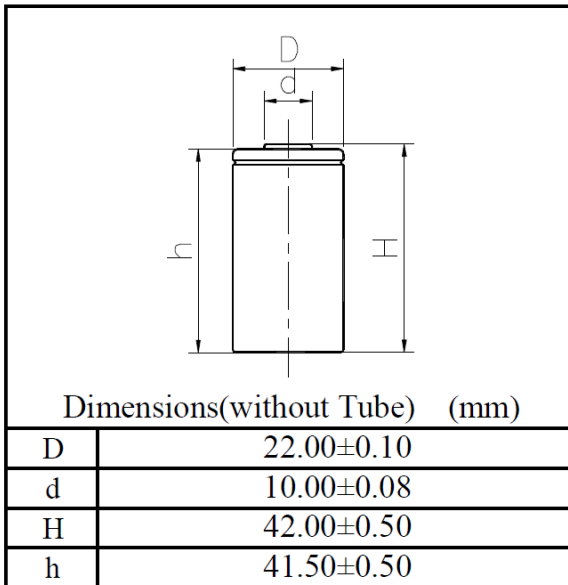 D
d
h
H
Dimensions(without Tube) (mm)
D 22.00±0.10
d 10.00±0.08
H 42.00±0.50
h 41.50±0.50